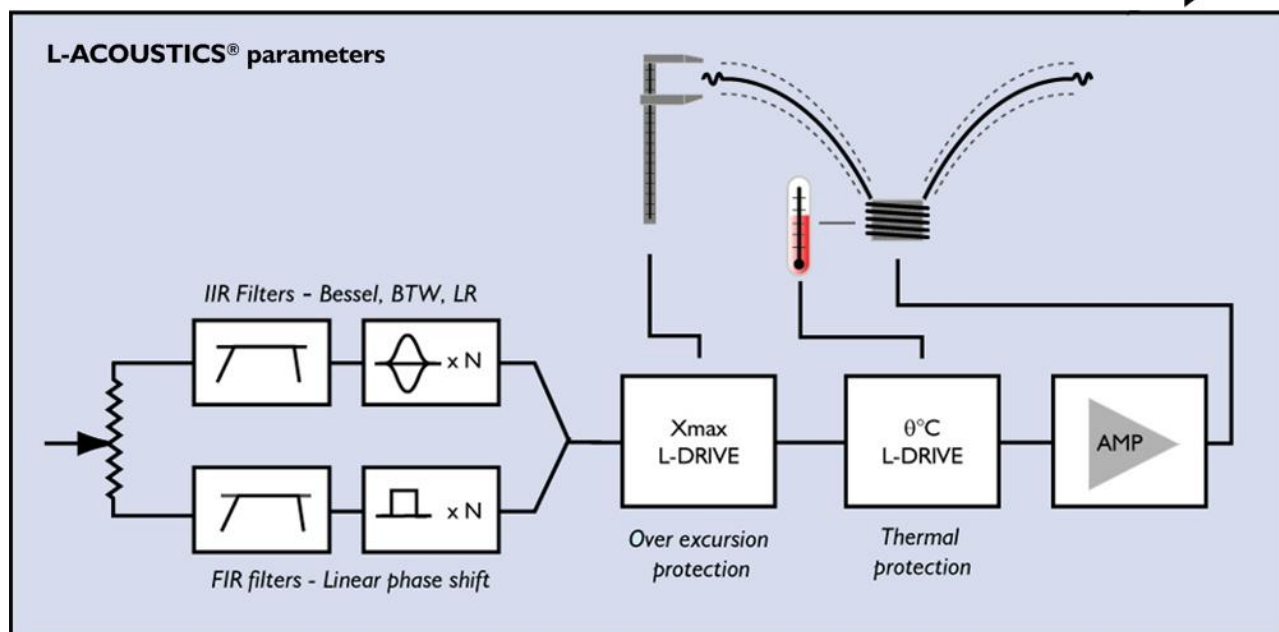 L-ACOUSTICS® parameters
IIR Filters - Bessel, BTW, LR
x N
Xmax
L-DRIVE
θ°C
L-DRIVE
AMP
x N
Over excursion
protection
Thermal
protection
FIR filters - Linear phase shift